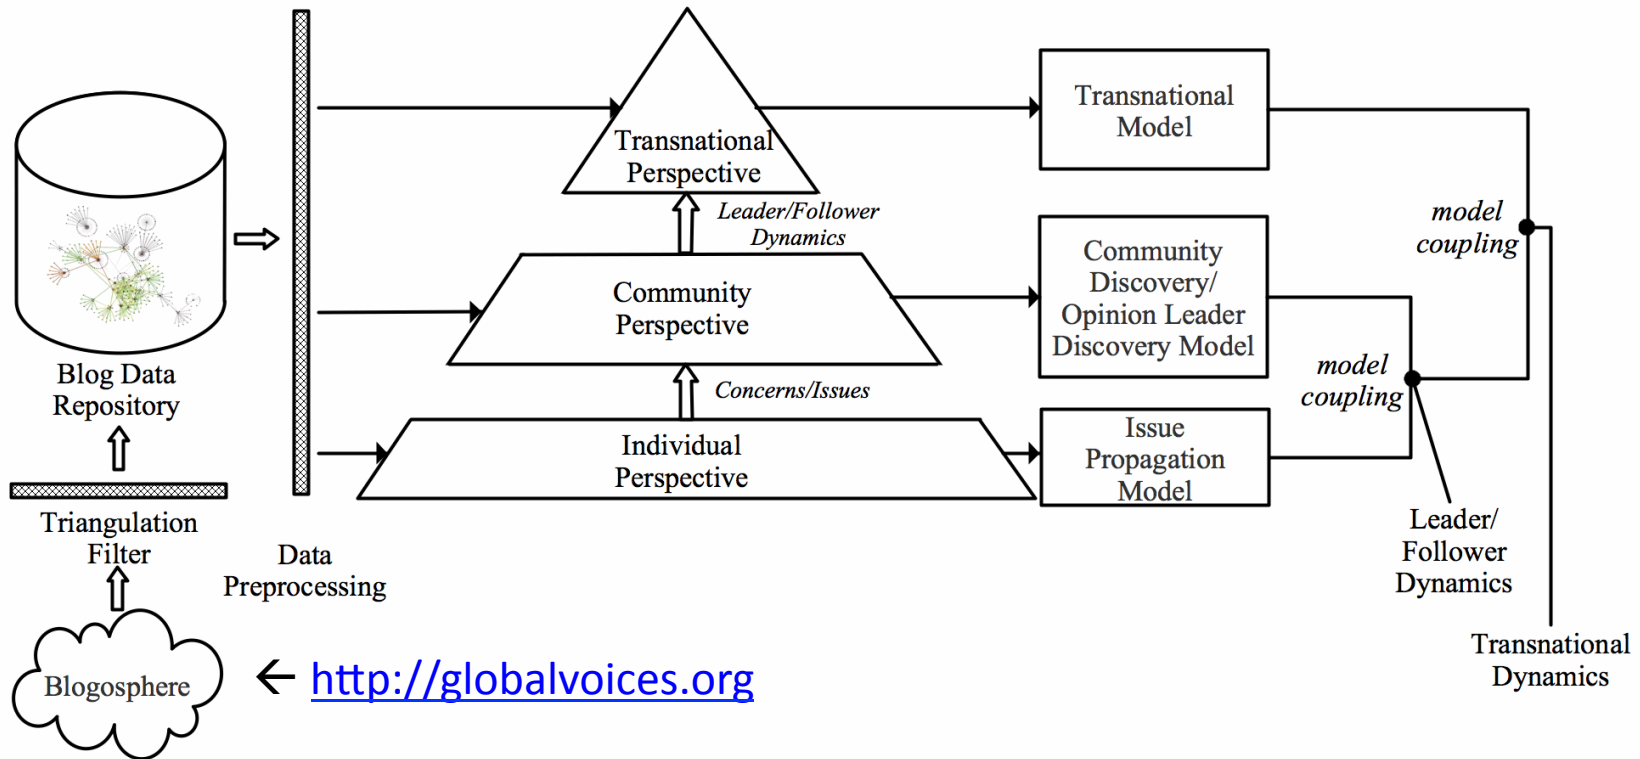 Blog Data
Repository
Triangulation
Filter
Blogosphere
← http://globalvoices.org
Data
Preprocessing
Transnational
Perspective
Leader/Follower
Dynamics
Community
Perspective
Concerns/Issues
Individual
Perspective
Transnational
Model
Community
Discovery/
Opinion Leader
Discovery Model
Issue
Propagation
Model
model
coupling
model
coupling
Leader/
Follower
Dynamics
Transnational
Dynamics